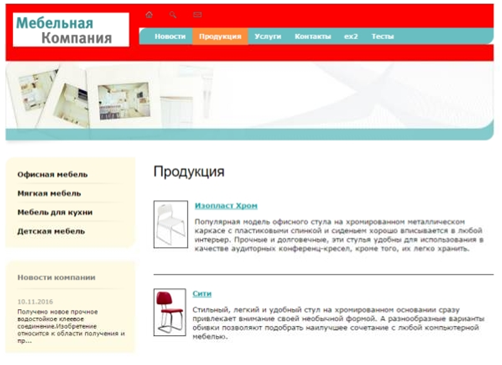 Мебельная
Компания
Новости Продукция Услуги Контакты ex2 Тесты
Офисная мебель
Мягкая мебель
Мебель для кухни
Детская мебель
Новости компании
10.11.2016
Получено новое прочное
водостойкое клеевое
соединение.Изобретение
относится к области получения и
пр...
Продукция
Изопласт Хром
Популярная модель офисного стула на хромированном металлическом
каркасе с пластиковыми спинкой и сиденьем хорошо вписывается в любой
интерьер. Прочные и долговечные, эти стулья удобны для использования в
качестве аудиторных конференц-кресел, кроме того, их легко хранить.
Сити
Стильный, легкий и удобный стул на хромированном основании сразу
привлекает внимание своей необычной формой. А разнообразные варианты
обивки позволяют подобрать наилучшее сочетание с любой компьютерной
мебелью.